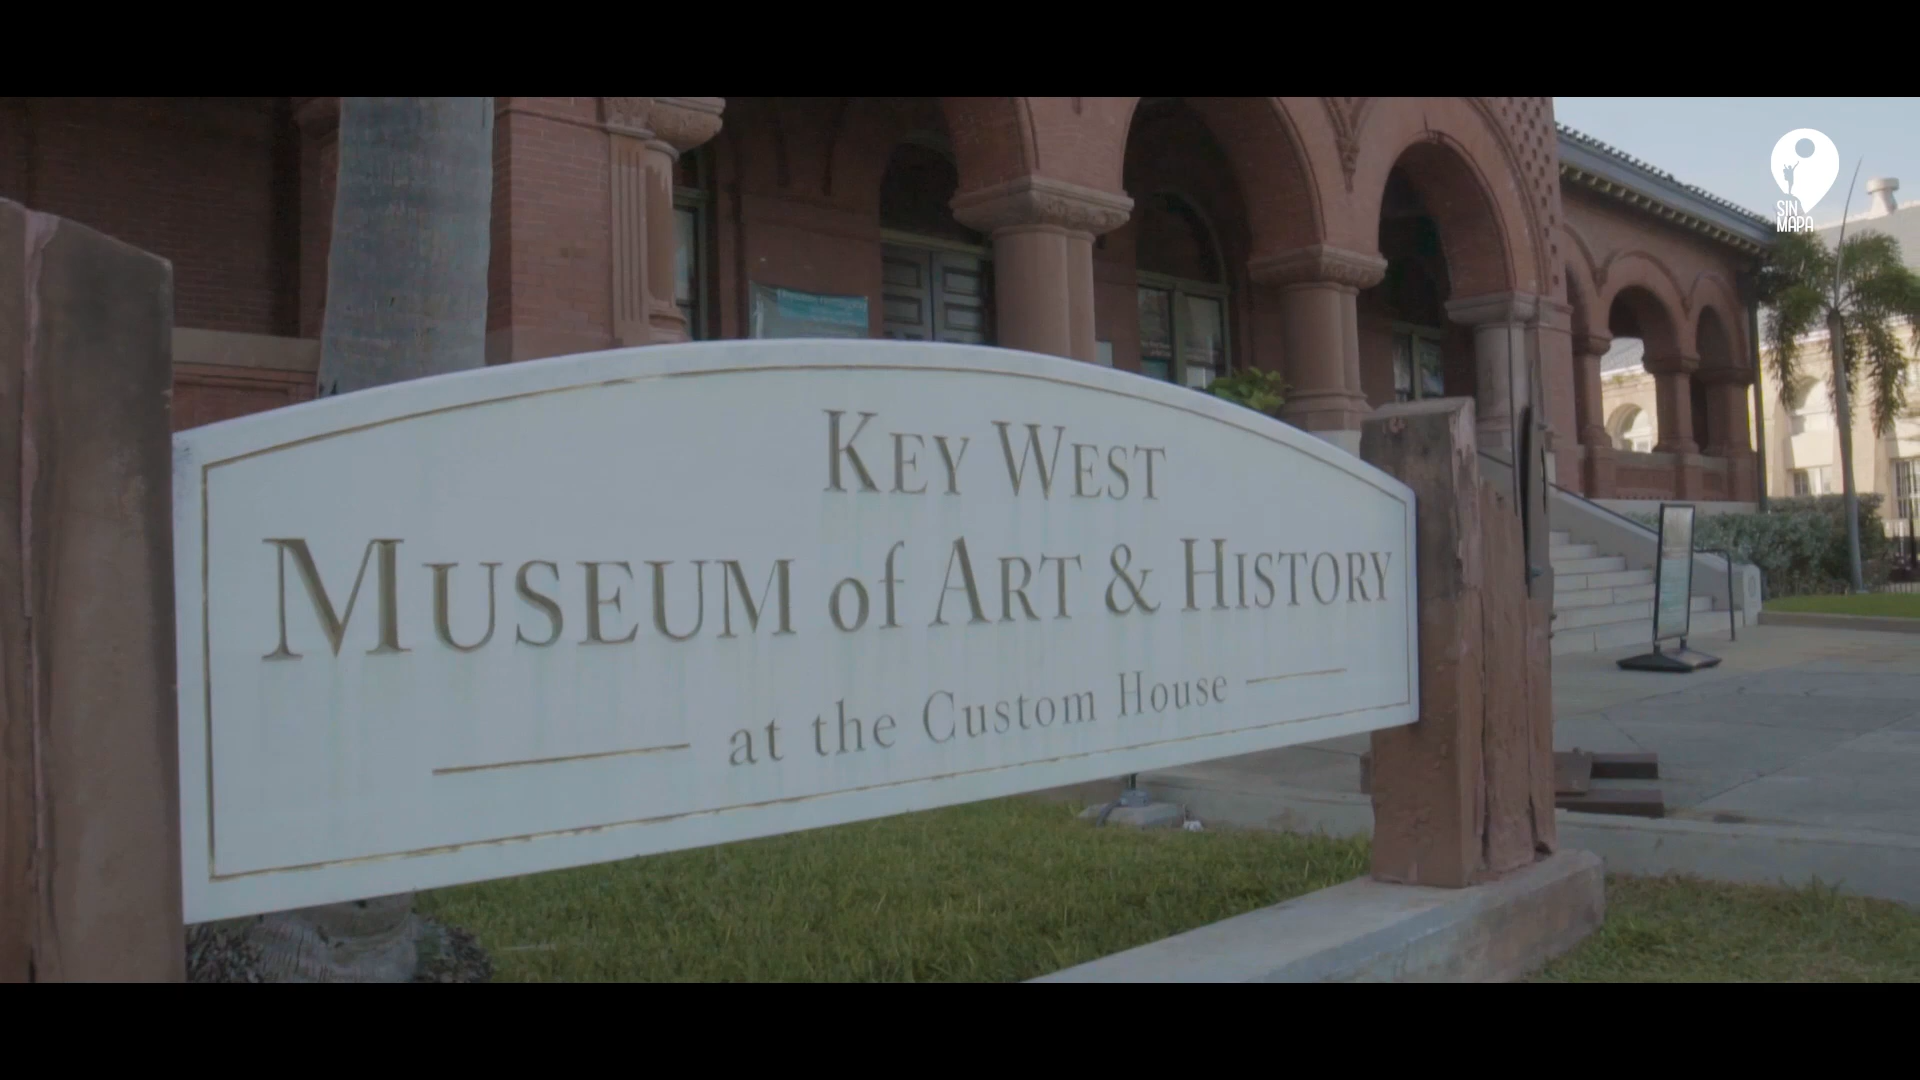 SIN
MAPA
KEY WEST
MUSEUM of ART & HISTORY
at the Custom House